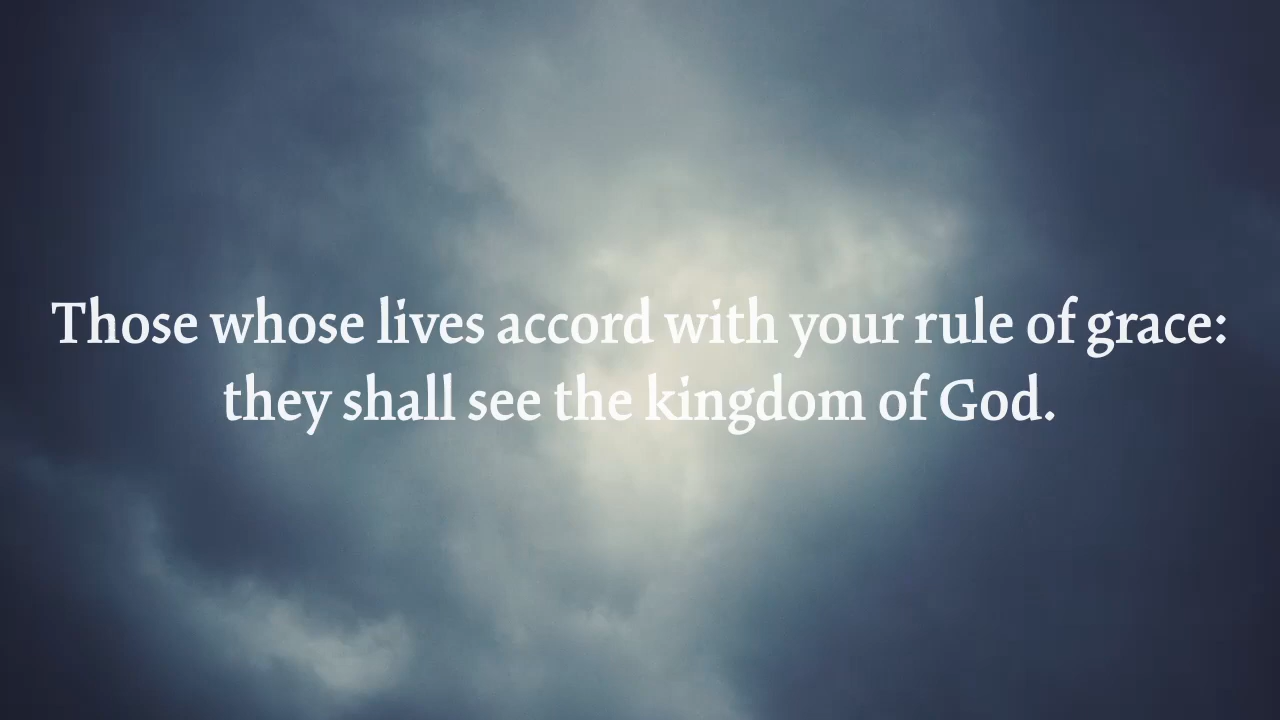 Those whose lives accord with your rule of grace:
they shall see the kingdom of God.